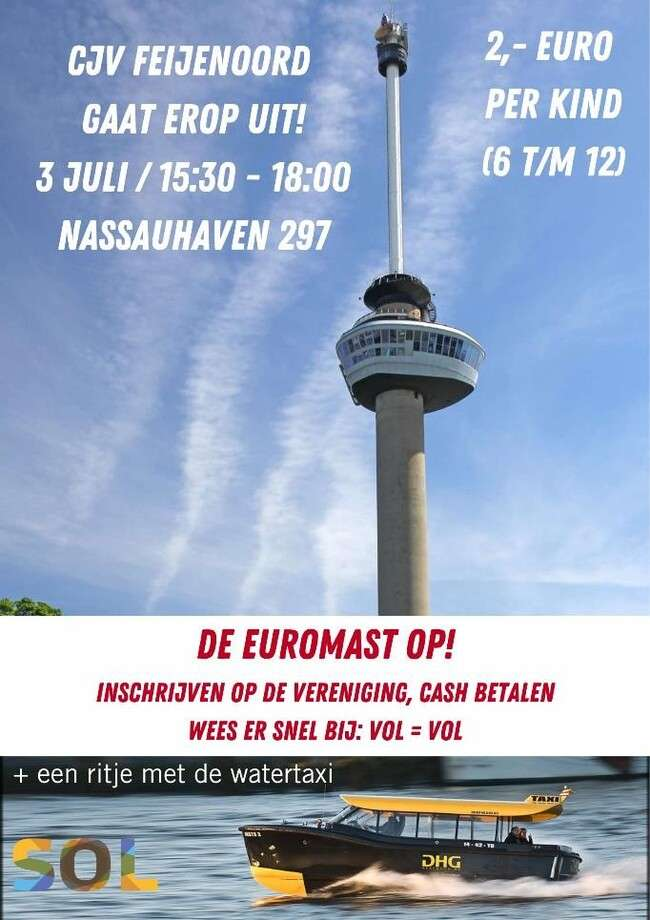 CJV FEIJENOORD
GAAT EROP UIT!
3 JULI / 15:30 - 18:00
NASSAUHAVEN 297
2,- EURO
PER KIND
(6 T/M 12)
DE EUROMAST OP!
INSCHRIJVEN OP DE VERENIGING, CASH BETALEN
WEES ER SNEL BIJ: VOL = VOL
+ een ritje met de watertaxi
SOL
TAXI
DHG